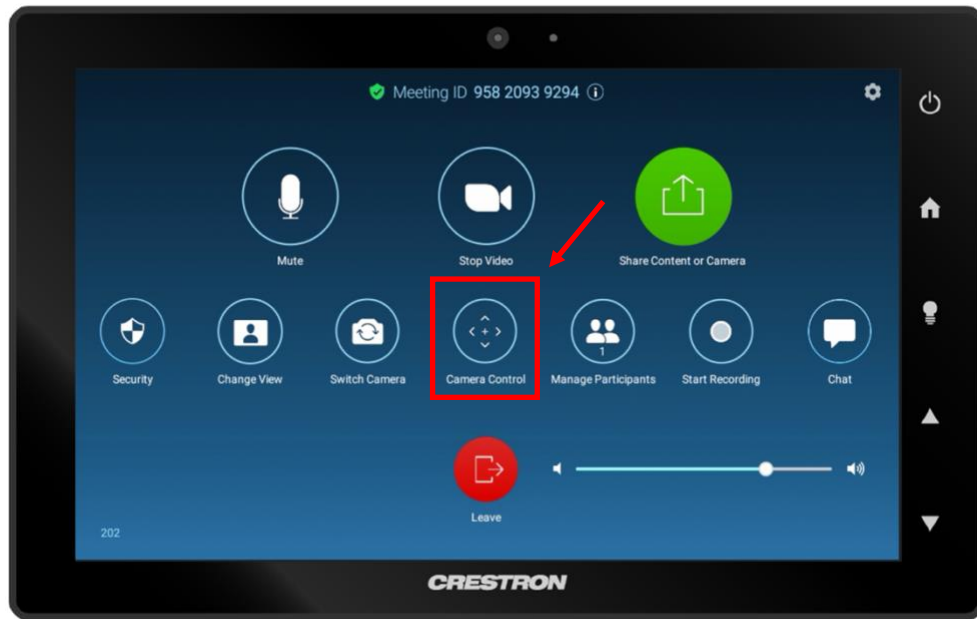 Meeting ID 958 2093 9294
Mute
Stop Video
Share Content or Camera
Security
Change View
Switch Camera
Camera Control
1
Manage Participants
Start Recording
Chat
Leave
202
CRESTRON